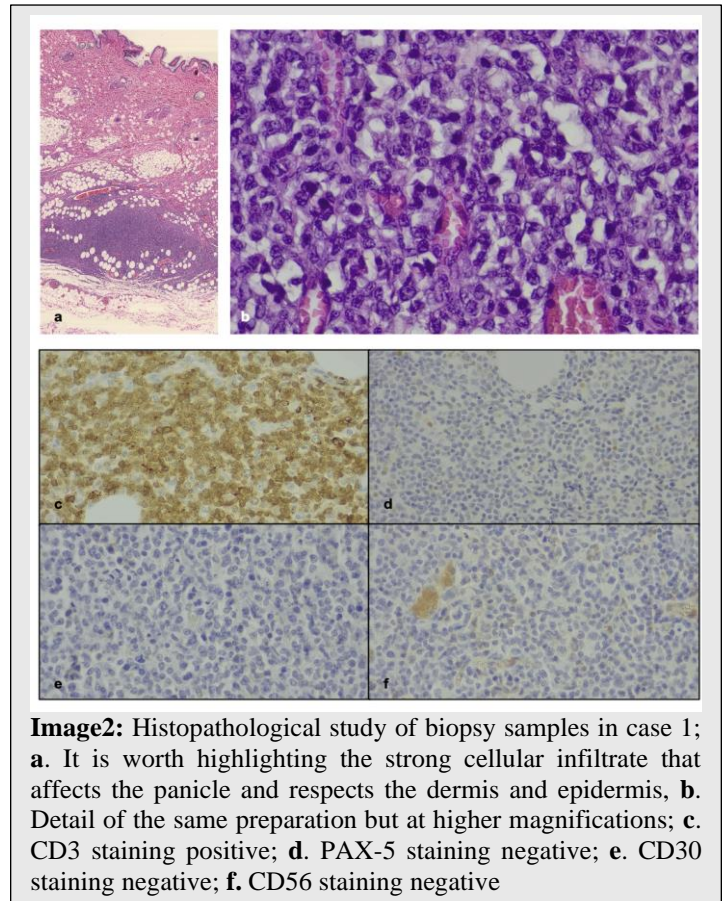 a
b
c
d
e
f
Image2: Histopathological study of biopsy samples in case 1;
a. It is worth highlighting the strong cellular infiltrate that
affects the panicle and respects the dermis and epidermis, b.
Detail of the same preparation but at higher magnifications; c.
CD3 staining positive; d. PAX-5 staining negative; e. CD30
staining negative; f. CD56 staining negative